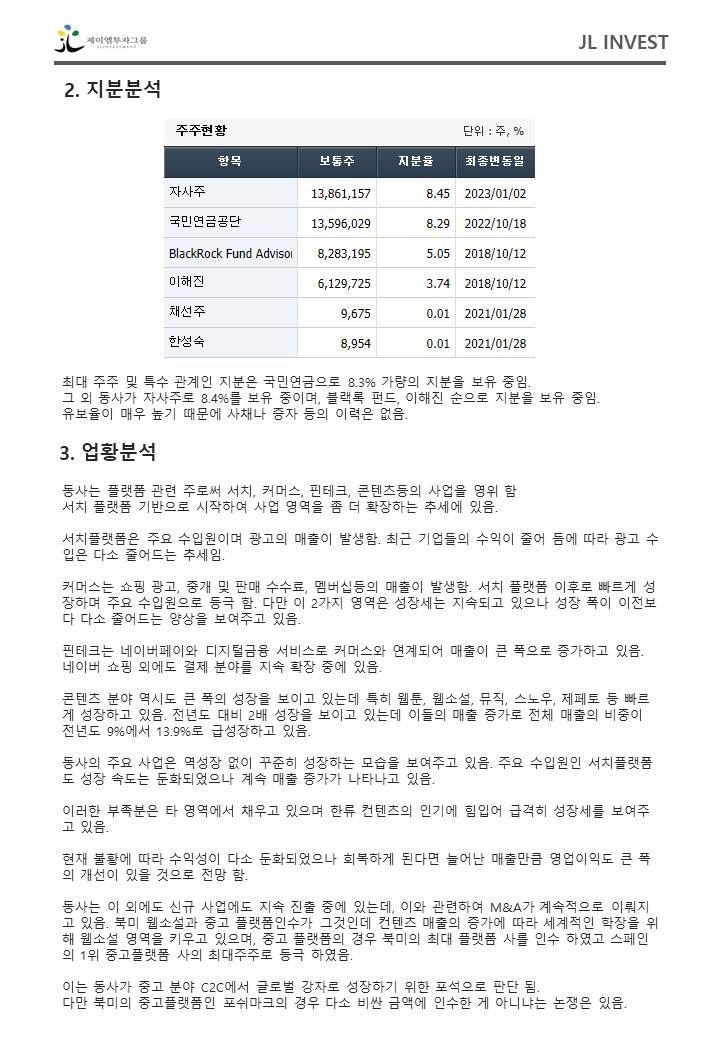 제이엘투자그룹
JLINVESTMENT
JL INVEST
2. 지분분석
주주현황 단위 : 주, %
항목 보통주 지분율 최종변동일
자사주 13,861,157 8.45 2023/01/02
국민연금공단 13,596,029 8.29 2022/10/18
BlackRock Fund Advisor 8,283,195 5.05 2018/10/12
이해진 6,129,725 3.74 2018/10/12
채선주 9,675 0.01 2021/01/28
한성숙 8,954 0.01 2021/01/28
최대 주주 및 특수 관계인 지분은 국민연금으로 8.3% 가량의 지분을 보유 중임.
그 외 동사가 자사주로 8.4%를 보유 중이며, 블랙록 펀드, 이해진 순으로 지분을 보유 중임.
유보율이 매우 높기 때문에 사채나 증자 등의 이력은 없음.
3. 업황분석
동사는 플랫폼 관련 주로써 서치, 커머스, 핀테크, 콘텐츠등의 사업을 영위 함
서치 플랫폼 기반으로 시작하여 사업 영역을 좀 더 확장하는 추세에 있음.
서치플랫폼은 주요 수입원이며 광고의 매출이 발생함. 최근 기업들의 수익이 줄어 듬에 따라 광고 수
입은 다소 줄어드는 추세임.
커머스는 쇼핑 광고, 중개 및 판매 수수료, 멤버십등의 매출이 발생함. 서치 플랫폼 이후로 빠르게 성
장하며 주요 수입원으로 등극 함. 다만 이 2가지 영역은 성장세는 지속되고 있으나 성장 폭이 이전보
다 다소 줄어드는 양상을 보여주고 있음.
핀테크는 네이버페이와 디지털금융 서비스로 커머스와 연계되어 매출이 큰 폭으로 증가하고 있음.
네이버 쇼핑 외에도 결제 분야를 지속 확장 중에 있음.
콘텐츠 분야 역시도 큰 폭의 성장을 보이고 있는데 특히 웹툰, 웹소설, 뮤직, 스노우, 제페토 등 빠르
게 성장하고 있음. 전년도 대비 2배 성장을 보이고 있는데 이들의 매출 증가로 전체 매출의 비중이
전년도 9%에서 13.9%로 급성장하고 있음.
동사의 주요 사업은 역성장 없이 꾸준히 성장하는 모습을 보여주고 있음. 주요 수입원인 서치플랫폼
도 성장 속도는 둔화되었으나 계속 매출 증가가 나타나고 있음.
이러한 부족분은 타 영역에서 채우고 있으며 한류 컨텐츠의 인기에 힘입어 급격히 성장세를 보여주
고 있음.
현재 불황에 따라 수익성이 다소 둔화되었으나 회복하게 된다면 늘어난 매출만큼 영업이익도 큰 폭
의 개선이 있을 것으로 전망 함.
동사는 이 외에도 신규 사업에도 지속 진출 중에 있는데, 이와 관련하여 M&A가 계속적으로 이뤄지
고 있음. 북미 웹소설과 중고 플랫폼인수가 그것인데 컨텐츠 매출의 증가에 따라 세계적인 학장을 위
해 웹소설 영역을 키우고 있으며, 중고 플랫폼의 경우 북미의 최대 플랫폼 사를 인수 하였고 스페인
의 1위 중고플랫폼 사의 최대주주로 등극 하였음.
이는 동사가 중고 분야 C2C에서 글로벌 강자로 성장하기 위한 포석으로 판단 됨.
다만 북미의 중고플랫폼인 포쉬마크의 경우 다소 비싼 금액에 인수한 게 아니냐는 논쟁은 있음.